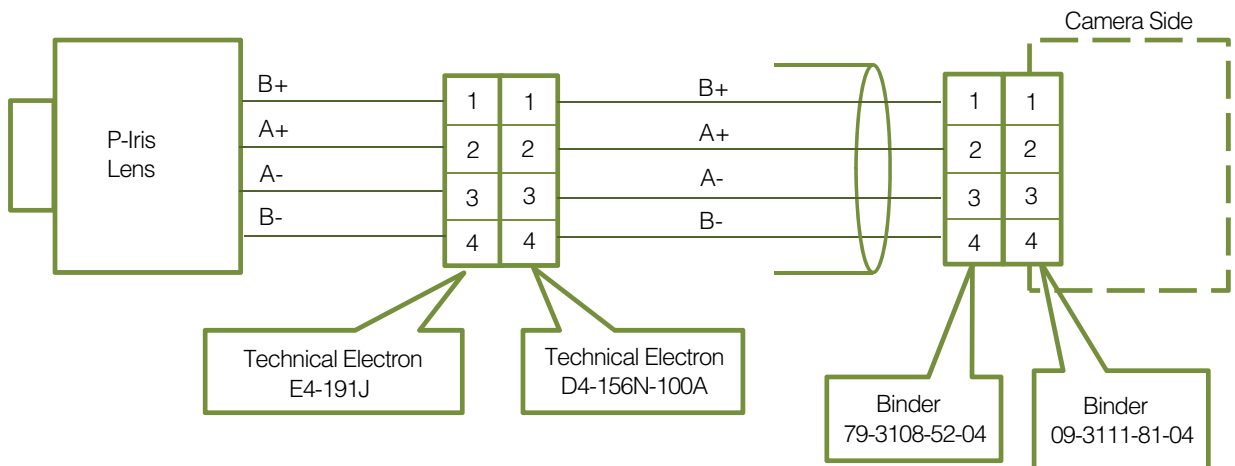 Camera Side
P-Iris
Lens
B+
A+
A-
B-
1 1
2 2
3 3
4 4
B+
A+
A-
B-
1 1
2 2
3 3
4 4
Technical Electron
E4-191J
Technical Electron
D4-156N-100A
Binder
79-3108-52-04
Binder
09-3111-81-04